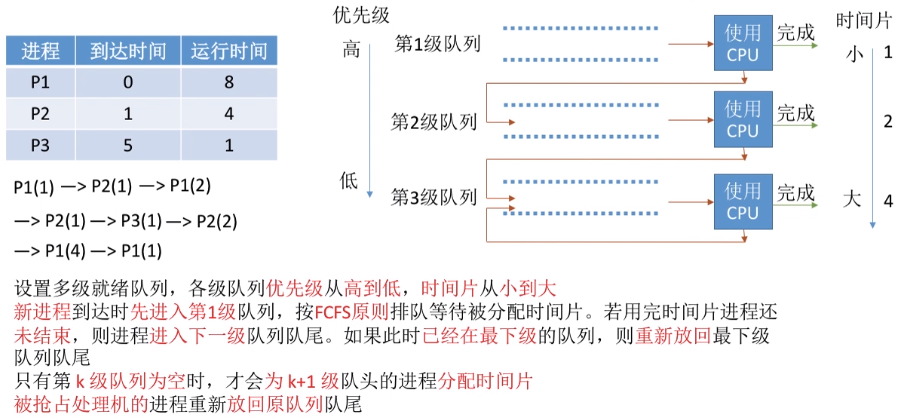 优先级
时间片
高
小
1
第1级队列
使用
CPU
完成
进程 到达时间 运行时间
P1 0 8
P2 1 4
P3 5 1
第2级队列
使用
CPU
完成
2
低
第3级队列
使用
CPU
完成
大
4
P1(1) —> P2(1) —> P1(2)
—> P2(1) —> P3(1) —> P2(2)
—> P1(4) —> P1(1)
设置多级就绪队列，各级队列优先级从高到低，时间片从小到大
新进程到达时先进入第1级队列，按FCFS原则排队等待被分配时间片。若用完时间片进程还
未结束，则进程进入下一级队列队尾。如果此时已经在最下级的队列，则重新放回最下级
队列队尾
只有第 k 级队列为空时，才会为 k+1 级队头的进程分配时间片
被抢占处理机的进程重新放回原队列队尾